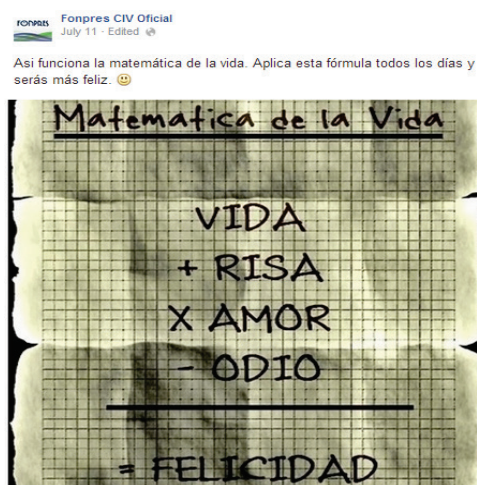 FONPRES
Fonpres CIV Oficial
July 11 · Edited
Asi funciona la matemática de la vida. Aplica esta fórmula todos los días y
serás más feliz.
Matematica de la Vida
VIDA
+ RISA
X AMOR
- ODIO
= FELICIDAD